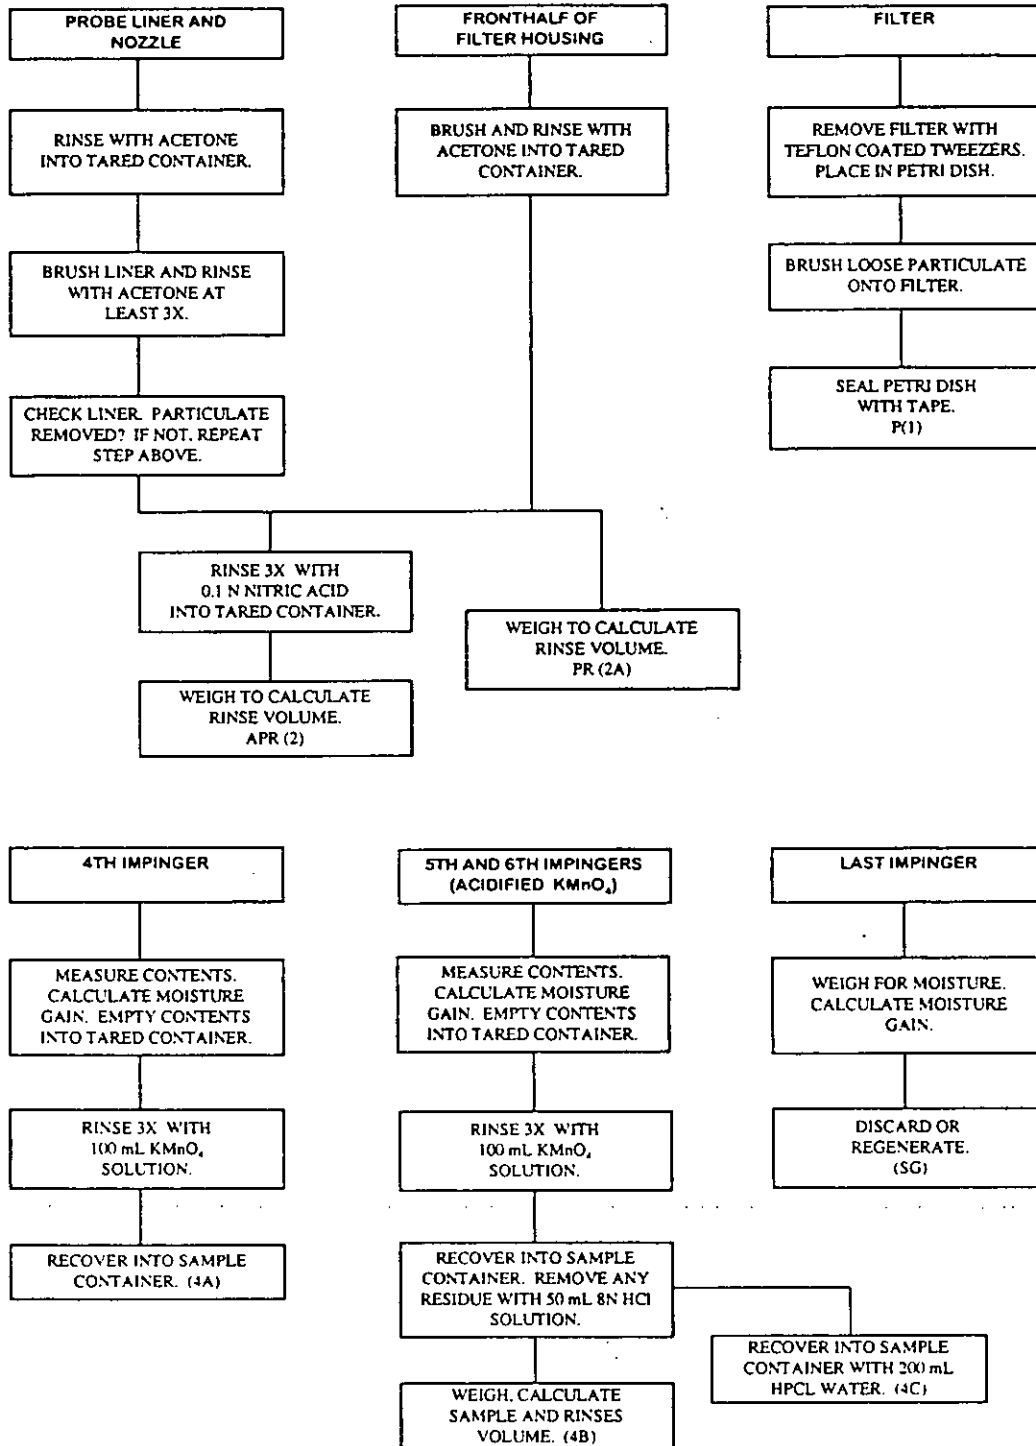 PROBE LINER AND
NOZZLE
RINSE WITH ACETONE
INTO TARED CONTAINER.
BRUSH LINER AND RINSE
WITH ACETONE AT
LEAST 3X.
CHECK LINER. PARTICULATE
REMOVED? IF NOT, REPEAT
STEP ABOVE.
FRONTHALF OF
FILTER HOUSING
BRUSH AND RINSE WITH
ACETONE INTO TARED
CONTAINER.
FILTER
REMOVE FILTER WITH
TEFLON COATED TWEEZERS.
PLACE IN PETRI DISH.
BRUSH LOOSE PARTICULATE
ONTO FILTER.
SEAL PETRI DISH
WITH TAPE.
P(1)
RINSE 3X WITH
0.1 N NITRIC ACID
INTO TARED CONTAINER.
WEIGH TO CALCULATE
RINSE VOLUME.
APR (2)
WEIGH TO CALCULATE
RINSE VOLUME.
PR (2A)
4TH IMPINGER
MEASURE CONTENTS.
CALCULATE MOISTURE
GAIN. EMPTY CONTENTS
INTO TARED CONTAINER.
RINSE 3X WITH
100 mL KMnO₄
SOLUTION.
RECOVER INTO SAMPLE
CONTAINER. (4A)
5TH AND 6TH IMPINGERS
(ACIDIFIED KMnO₄)
MEASURE CONTENTS.
CALCULATE MOISTURE
GAIN. EMPTY CONTENTS
INTO TARED CONTAINER.
RINSE 3X WITH
100 mL KMnO₄
SOLUTION.
RECOVER INTO SAMPLE
CONTAINER. REMOVE ANY
RESIDUE WITH 50 mL 8N HCl
SOLUTION.
WEIGH, CALCULATE
SAMPLE AND RINSES
VOLUME. (4B)
RECOVER INTO SAMPLE
CONTAINER WITH 200 mL
HPCL WATER. (4C)
LAST IMPINGER
WEIGH FOR MOISTURE.
CALCULATE MOISTURE
GAIN.
DISCARD OR
REGENERATE.
(SG)